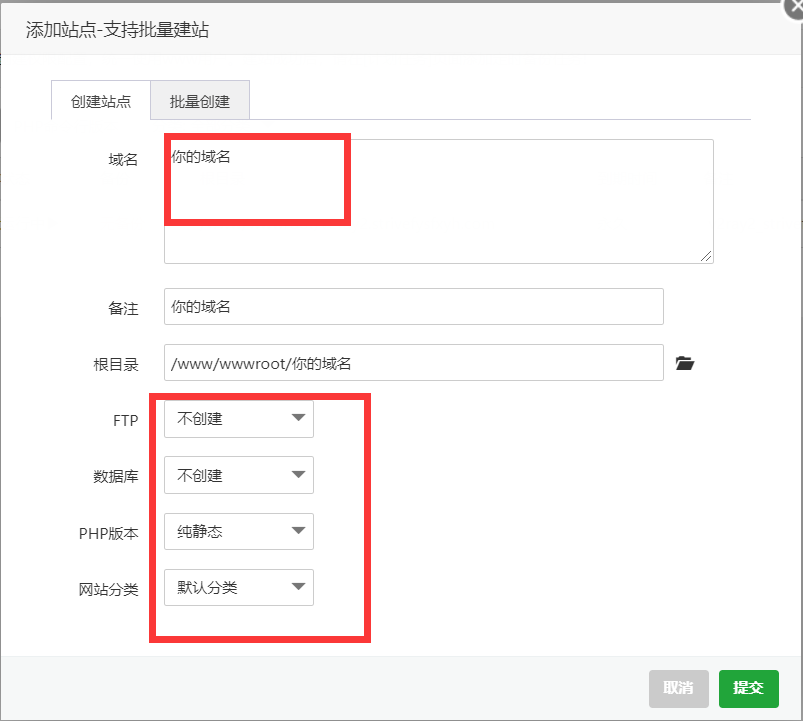 添加站点-支持批量建站
创建站点 批量创建
域名 你的域名
备注 你的域名
根目录 /www/wwwroot/你的域名
FTP 不创建
数据库 不创建
PHP版本 纯静态
网站分类 默认分类
取消 提交